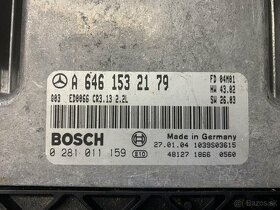 A 646 153 21 79
FD 04M01
HW 43.02
SW 26.03
003 ED0066 CR3.13 2.2L
BOSCH
Made in Germany
27.01.04 1039S03615
0 281 011 159
48127 1866 0560
bazos.sk